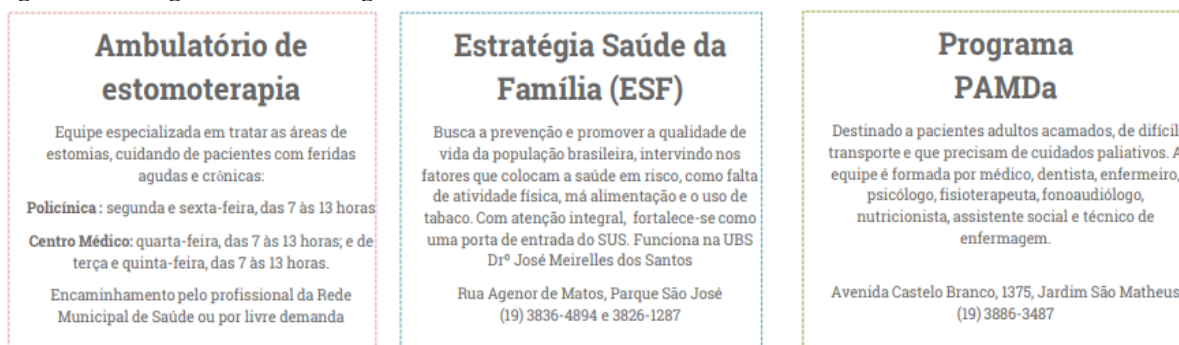 Ambulatório de
estomoterapia
Equipe especializada em tratar as áreas de
estomias, cuidando de pacientes com feridas
agudas e crônicas:
Policínica : segunda e sexta-feira, das 7 às 13 horas
Centro Médico: quarta-feira, das 7 às 13 horas; e de
terça e quinta-feira, das 7 às 13 horas.
Encaminhamento pelo profissional da Rede
Municipal de Saúde ou por livre demanda
Estratégia Saúde da
Família (ESF)
Busca a prevenção e promover a qualidade de
vida da população brasileira, intervindo nos
fatores que colocam a saúde em risco, como falta
de atividade física, má alimentação e o uso de
tabaco. Com atenção integral, fortalece-se como
uma porta de entrada do SUS. Funciona na UBS
Drº José Meirelles dos Santos
Rua Agenor de Matos, Parque São José
(19) 3836-4894 e 3826-1287
Programa
PAMDa
Destinado a pacientes adultos acamados, de difícil
transporte e que precisam de cuidados paliativos. A
equipe é formada por médico, dentista, enfermeiro,
psicólogo, fisioterapeuta, fonoaudiólogo,
nutricionista, assistente social e técnico de
enfermagem.
Avenida Castelo Branco, 1375, Jardim São Matheus
(19) 3886-3487